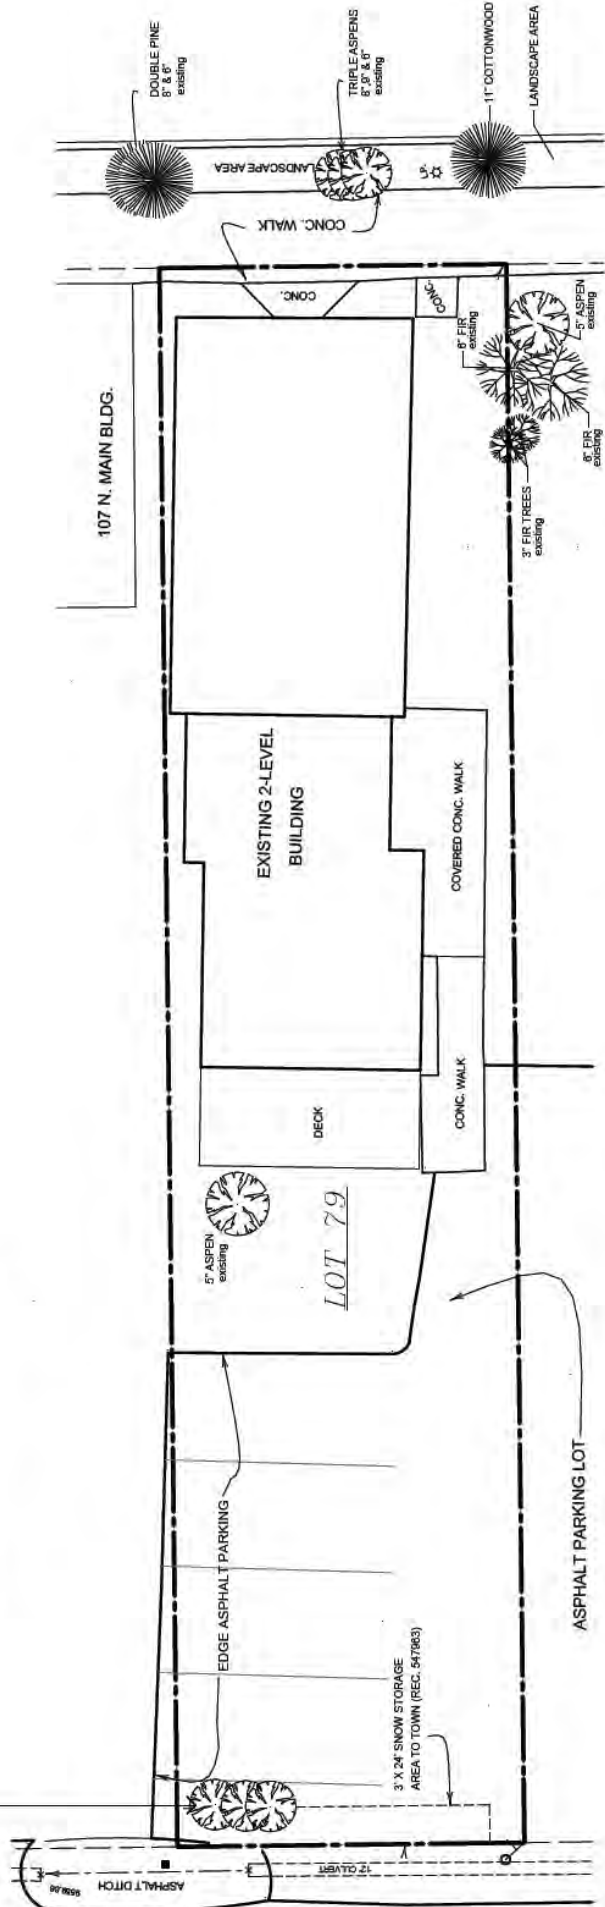 DOUBLE PINE
8" & 6"
existing
TRIPLE ASPENS
6",9" & 6"
existing
11" COTTONWOOD
LANDSCAPE AREA
LANDSCAPE AREA
CONC. WALK
CONC.
CONC.
5" ASPEN
existing
6" FIR
existing
6" FIR
existing
3" FIR TREES
existing
107 N. MAIN BLDG.
EXISTING 2-LEVEL
BUILDING
COVERED CONC. WALK
CONC. WALK
DECK
5" ASPEN
existing
LOT 79
EDGE ASPHALT PARKING
ASPHALT PARKING LOT
3' X 24' SNOW STORAGE
AREA TO TOWN (REC. 547963)
ASPHALT DITCH
12" CULVERT